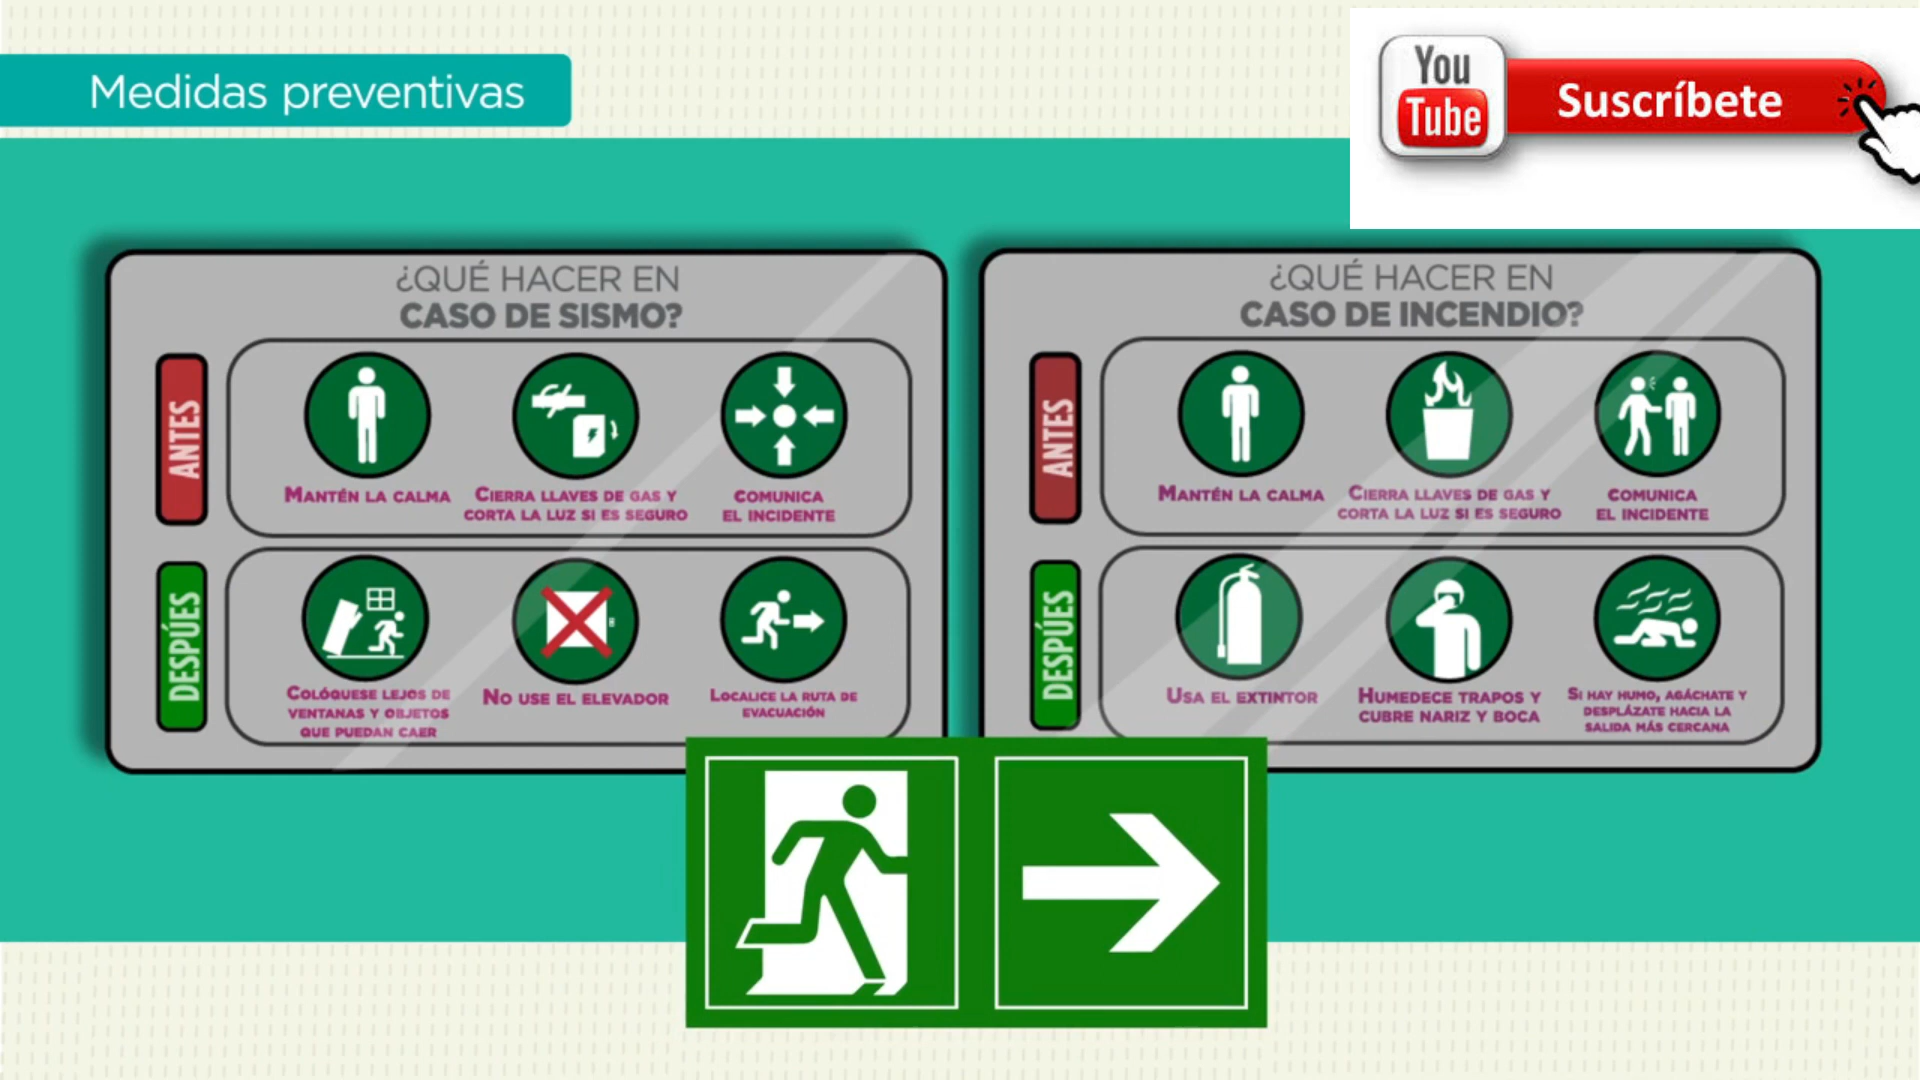 Medidas preventivas
You
Tube
Suscríbete
¿QUÉ HACER EN
CASO DE SISMO?
ANTES
MANTÉN LA CALMA
CIERRA LLAVES DE GAS Y
CORTA LA LUZ SI ES SEGURO
COMUNICA
EL INCIDENTE
DESPÚES
COLÓQUESE LEJOS DE
VENTANAS Y OBJETOS
QUE PUEDAN CAER
NO USE EL ELEVADOR
LOCALICE LA RUTA DE
EVACUACIÓN
¿QUÉ HACER EN
CASO DE INCENDIO?
ANTES
MANTÉN LA CALMA
CIERRA LLAVES DE GAS Y
CORTA LA LUZ SI ES SEGURO
COMUNICA
EL INCIDENTE
DESPÚES
USA EL EXTINTOR
HUMEDECE TRAPOS Y
CUBRE NARIZ Y BOCA
SI HAY HUMO, AGÁCHATE Y
DESPLÁZATE HACIA LA
SALIDA MÁS CERCANA